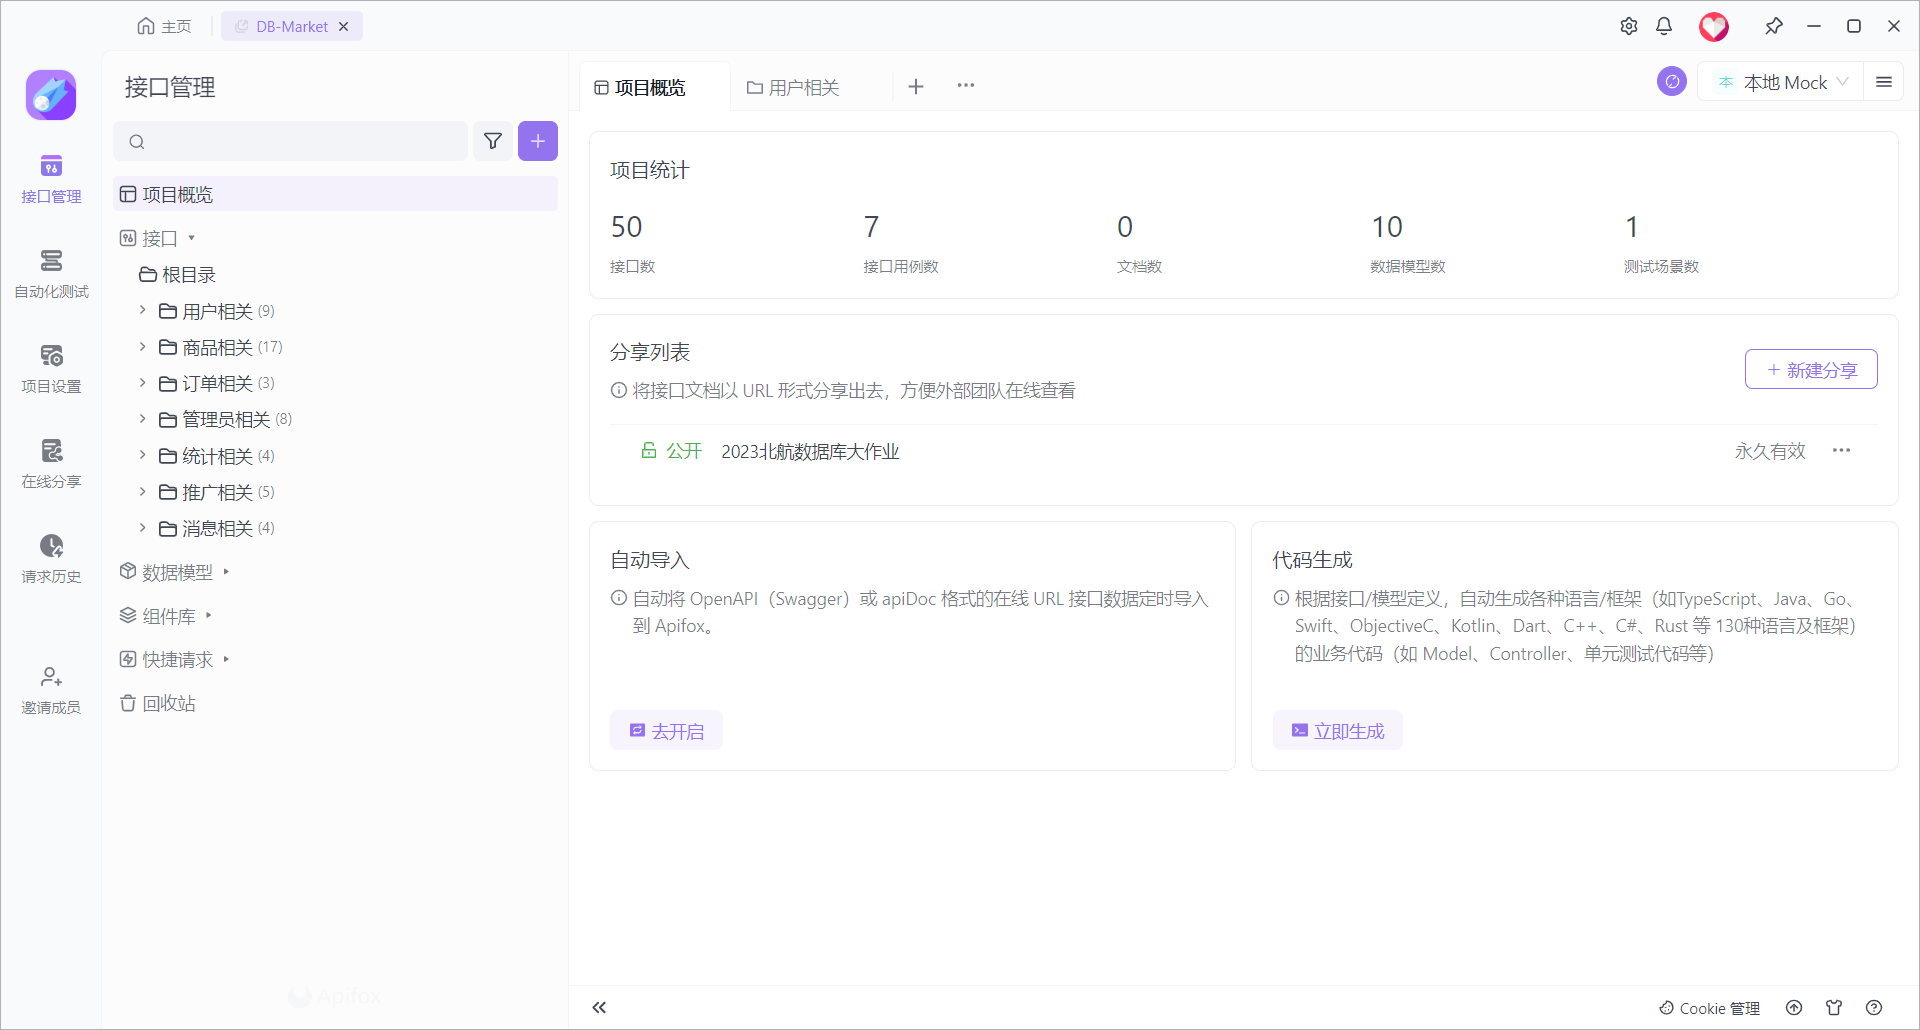 主页
DB-Market
接口管理
自动化测试
项目设置
在线分享
请求历史
邀请成员
接口管理
项目概览
接口
根目录
用户相关 (9)
商品相关 (17)
订单相关 (3)
管理员相关 (8)
统计相关 (4)
推广相关 (5)
消息相关 (4)
数据模型
组件库
快捷请求
回收站
Apifox
项目概览
用户相关
本 本地 Mock
项目统计
50
7
0
10
1
接口数
接口用例数
文档数
数据模型数
测试场景数
分享列表
将接口文档以 URL 形式分享出去，方便外部团队在线查看
新建分享
公开 2023北航数据库大作业 永久有效
自动导入
自动将 OpenAPI（Swagger）或 apiDoc 格式的在线 URL 接口数据定时导入
到 Apifox。
去开启
代码生成
根据接口/模型定义，自动生成各种语言/框架（如TypeScript、Java、Go、
Swift、ObjectiveC、Kotlin、Dart、C++、C#、Rust 等 130种语言及框架）
的业务代码（如 Model、Controller、单元测试代码等）
立即生成
Cookie 管理